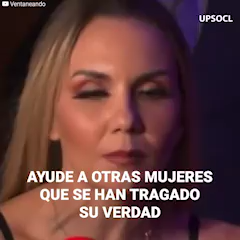 Ventaneando
UPSOCL
AYUDE A OTRAS MUJERES
QUE SE HAN TRAGADO
SU VERDAD